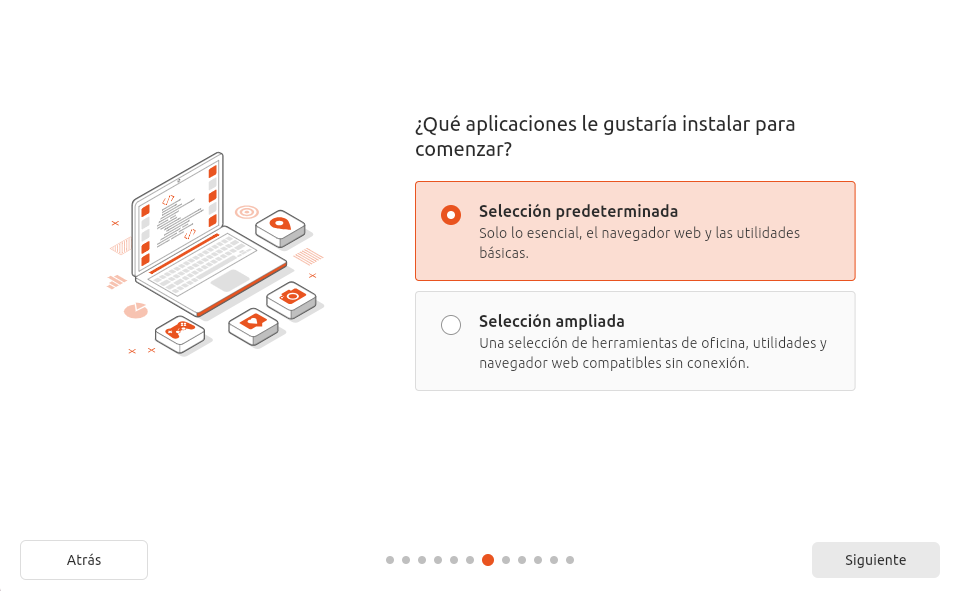 ¿Qué aplicaciones le gustaría instalar para
comenzar?
Selección predeterminada
Solo lo esencial, el navegador web y las utilidades
básicas.
Selección ampliada
Una selección de herramientas de oficina, utilidades y
navegador web compatibles sin conexión.
Atrás
Siguiente